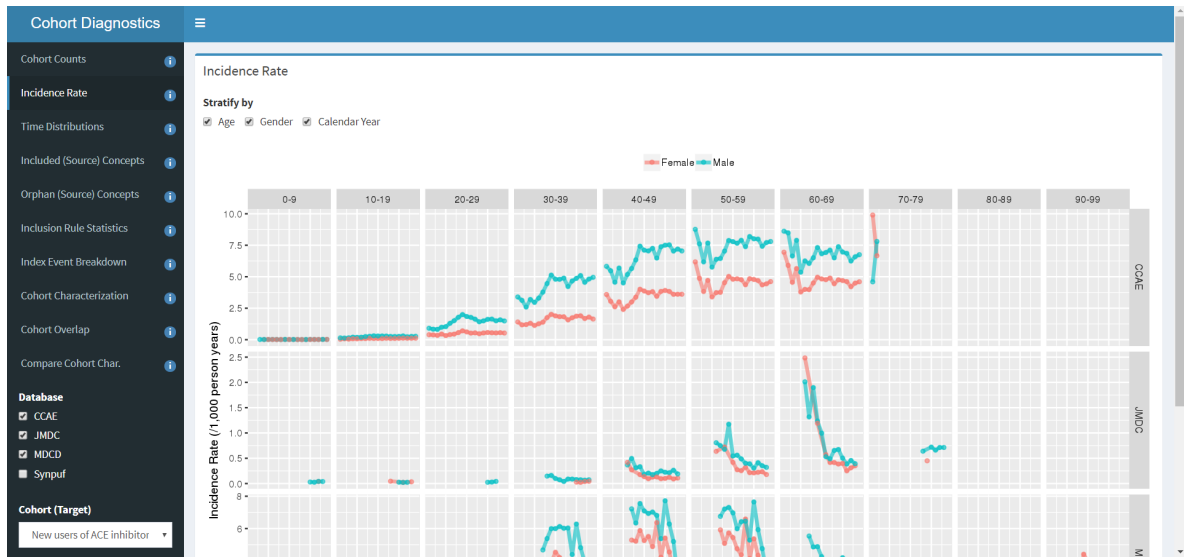 Cohort Diagnostics
Cohort Counts
Incidence Rate
Time Distributions
Included (Source) Concepts
Orphan (Source) Concepts
Inclusion Rule Statistics
Index Event Breakdown
Cohort Characterization
Cohort Overlap
Compare Cohort Char.
Database
CCAE
JMDC
MDCD
Synpuf
Cohort (Target)
New users of ACE inhibitor
Incidence Rate
Stratify by
Age Gender Calendar Year
Female Male
0-9 10-19 20-29 30-39 40-49 50-59 60-69 70-79 80-89 90-99
10.0
7.5
5.0
2.5
0.0
CCAE
2.5
2.0
1.5
1.0
0.5
0.0
JMDC
8
6
M
Incidence Rate (/1,000 person years)